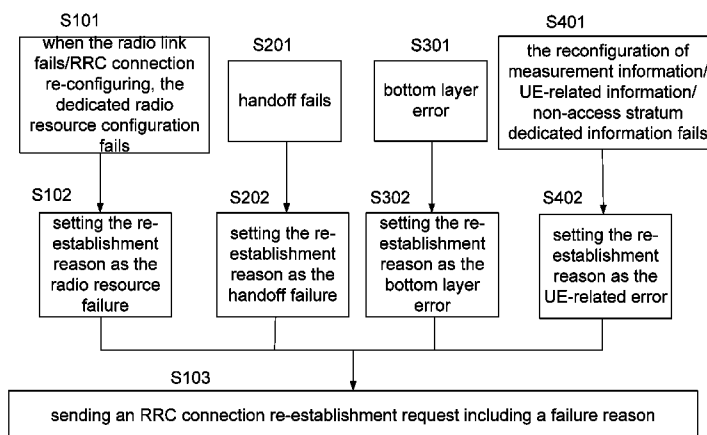 S101
when the radio link
fails/RRC connection
re-configuring, the
dedicated radio
resource configuration
fails
S201
handoff fails
S301
bottom layer
error
S401
the reconfiguration of
measurement information/
UE-related information/
non-access stratum
dedicated information fails
S102
setting the re-
establishment
reason as the
radio resource
failure
S202
setting the re-
establishment
reason as the
handoff failure
S302
setting the re-
establishment
reason as the
bottom layer
error
S402
setting the re-
establishment
reason as the
UE-related error
S103
sending an RRC connection re-establishment request including a failure reason